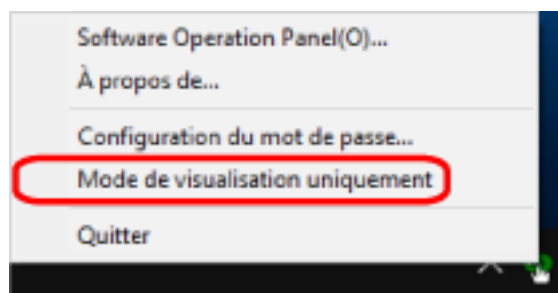 Software Operation Panel(O)...
À propos de...
Configuration du mot de passe...
Mode de visualisation uniquement
Quitter